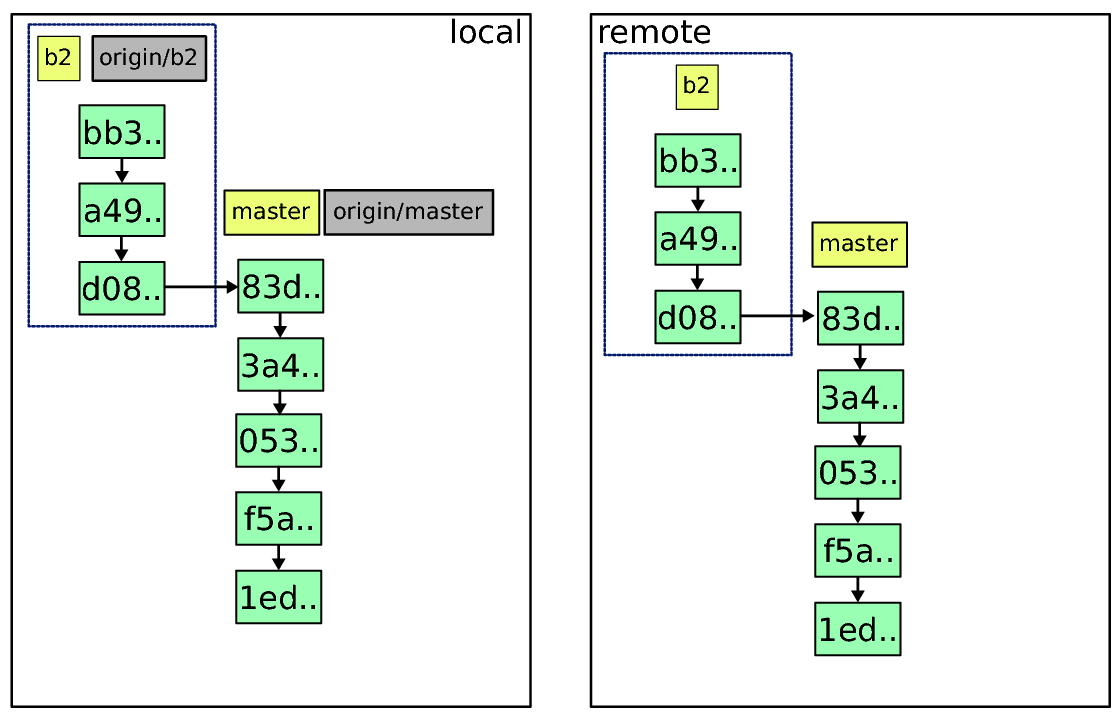 local
b2 origin/b2
bb3..
a49..
master origin/master
d08..
83d..
3a4..
053..
f5a..
1ed..
remote
b2
bb3..
a49..
master
d08..
83d..
3a4..
053..
f5a..
1ed..